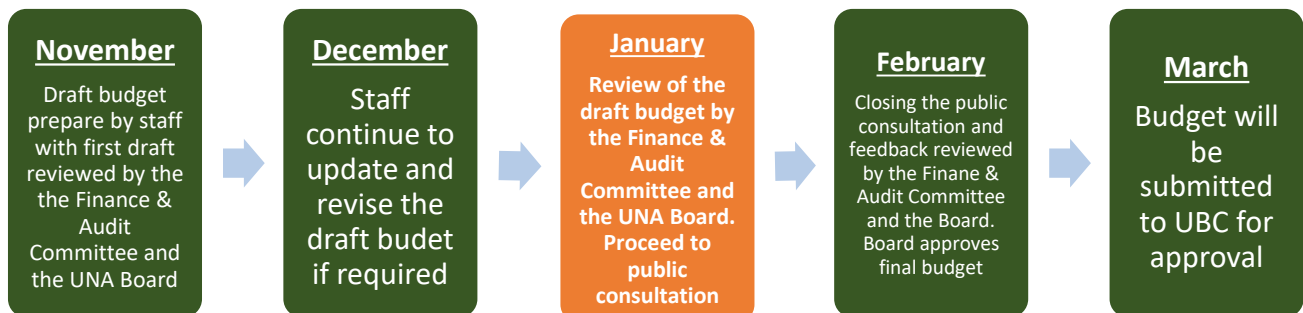 November
Draft budget
prepare by staff
with first draft
reviewed by the
the Finance &
Audit
Committee and
the UNA Board
December
Staff
continue to
update and
revise the
draft budet
if required
January
Review of the
draft budget by
the Finance &
Audit
Committee and
the UNA Board.
Proceed to
public
consultation
February
Closing the public
consultation and
feedback reviewed
by the Finane &
Audit Committee
and the Board.
Board approves
final budget
March
Budget will
be
submitted
to UBC for
approval